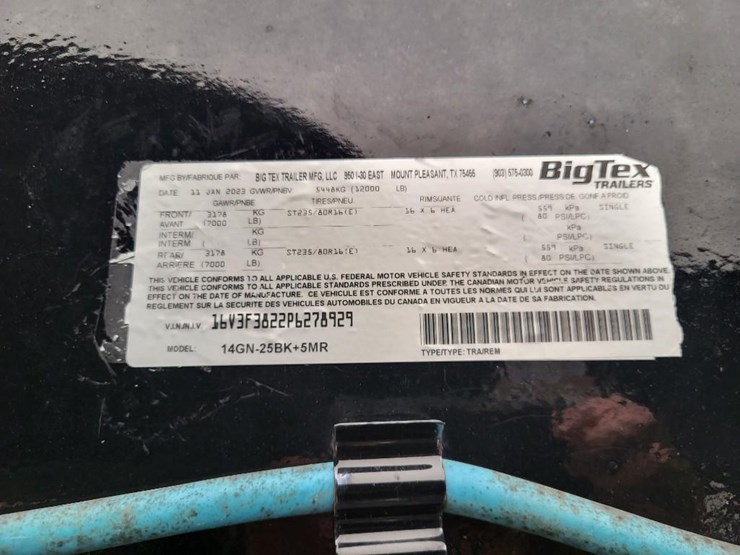 MFG BY/FABRIQUE PAR BIG TEX TRAILER MFG, LLC 950 I-30 EAST MOUNT PLEASANT, TX 75455 (903) 575-0300 BigTex TRAILERS
DATE 11 JAN 2023 GVWR/PNBV 5448KG (12000 LB)
GAWR/PNBE TIRES/PNEU RIM/JANTE COLD INFL. PRESS./PRESS DE GONF A FROID
FRONT/ 3178 KG ST235/80R16(E) 16 X 6 HEA 559 kPa SINGLE
AVANT (7000 LB) ( 80 PSI/LPC)
INTERM/ KG kPa
INTERM ( LB) ( PSI/LPC)
REAR/ 3178 KG ST235/80R16(E) 16 X 6 HEA 559 kPa SINGLE
ARRIERE (7000 LB) ( 80 PSI/LPC)
THIS VEHICLE CONFORMS TO ALL APPLICABLE U.S. FEDERAL MOTOR VEHICLE SAFETY STANDARDS IN EFFECT ON THE DATE SHOWN ABOVE.
THIS VEHICLE CONFORMS TO ALL APPLICABLE STANDARDS PRESCRIBED UNDER THE CANADIAN MOTOR VEHICLE SAFETY REGULATIONS IN
EFFECT ON THE DATE OF MANUFACTURE. CE VEHICULE EST CONFORME A TOUTES LES NORMES QUI LUI SONT APPLICABLES EN VERTU DU
REGLEMENT SUR LA SECURITE DES VEHICULES AUTOMOBILES DU CANADA EN VIGUEUR A LA DATE DE SA FABRICATION.
V.I.N./N.I.V 16V3F3822P6278929
MODEL: 14GN-25BK+5MR TYPE/TYPE: TRA/REM